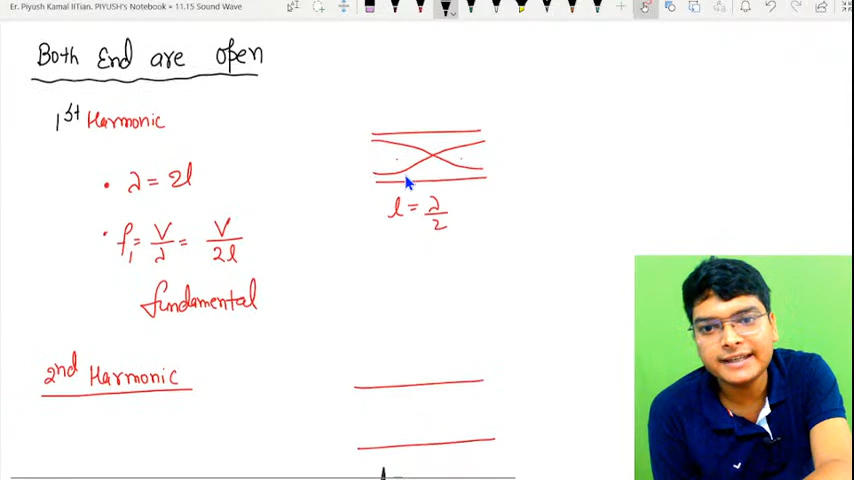 Er. Piyush Kamal IITian. PIYUSH's Notebook » 11.15 Sound Wave
Both End are open
1st Harmonic
• λ = 2l
• f₁ = V/λ = V/2l
fundamental
l = λ/2
2nd Harmonic